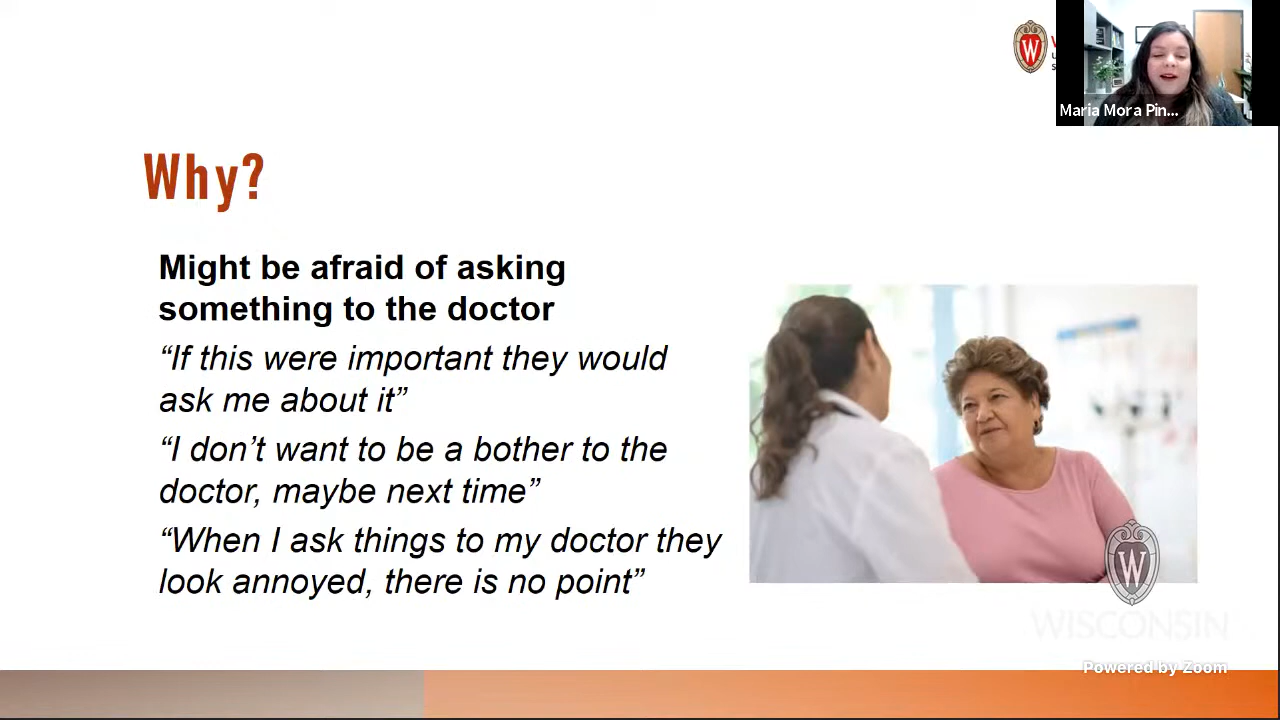 W
Maria Mora Pin...
Why?
Might be afraid of asking
something to the doctor
“If this were important they would
ask me about it”
“I don’t want to be a bother to the
doctor, maybe next time”
“When I ask things to my doctor they
look annoyed, there is no point”
W
WISCONSIN
Powered by Zoom